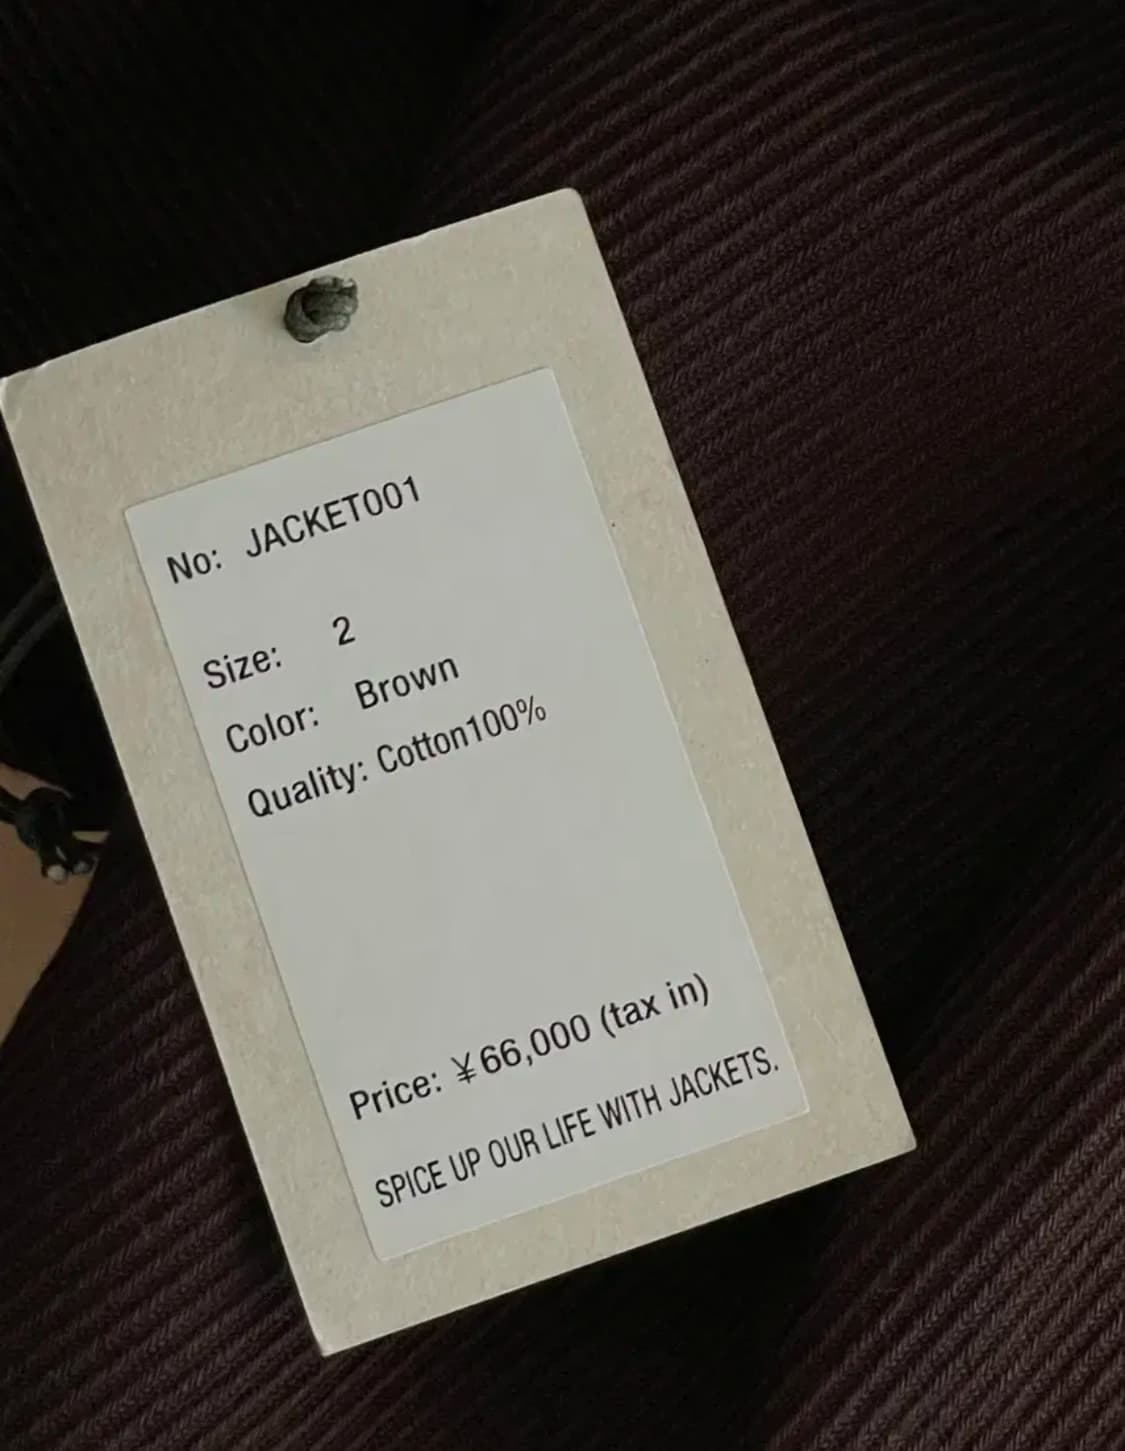 No: JACKET001
Size: 2
Color: Brown
Quality: Cotton100%
Price: ¥66,000 (tax in)
SPICE UP OUR LIFE WITH JACKETS.